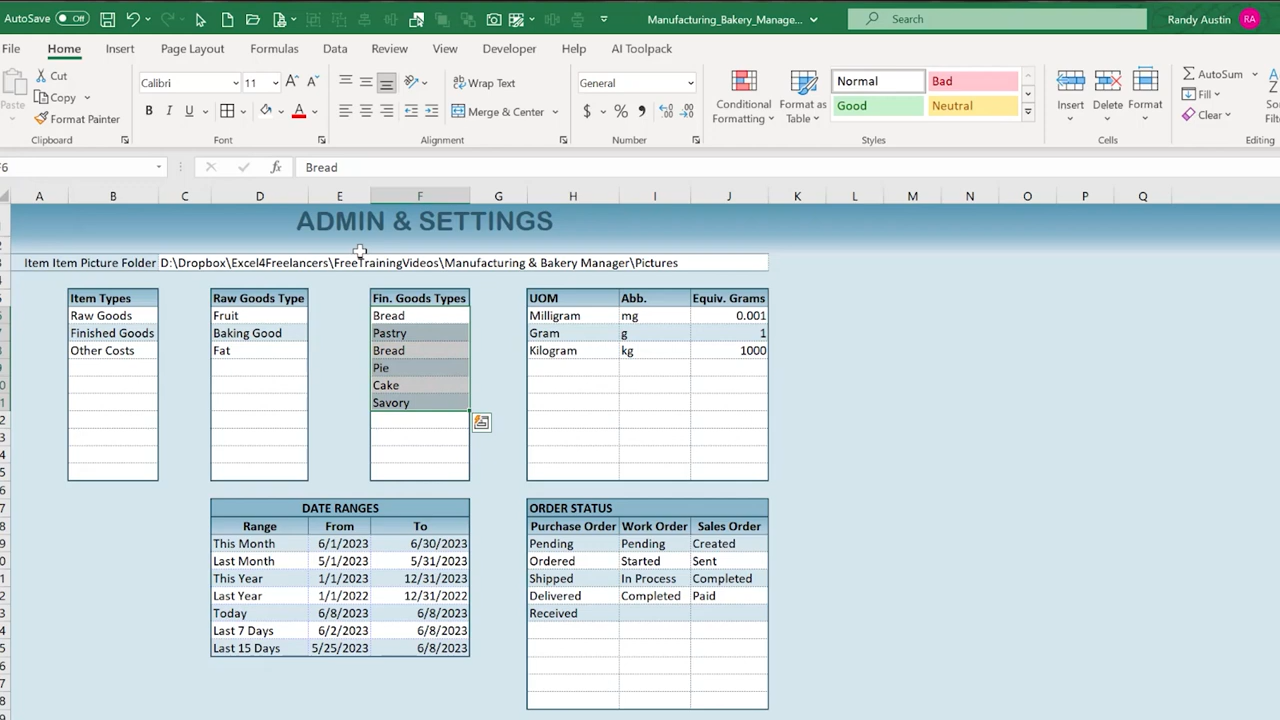 AutoSave Off Manufacturing_Bakery_Manage... Search Randy Austin RA
File Home Insert Page Layout Formulas Data Review View Developer Help AI Toolpack
Paste Cut Calibri 11 Wrap Text General Normal Bad AutoSum
Copy Conditional Formatting Format as Table Good Neutral Insert Delete Format Fill
Format Painter Merge & Center Clear
Clipboard Font Alignment Number Styles Cells Editing
F6 fx Bread
A B C D E F G H I J K L M N O P Q
ADMIN & SETTINGS
Item Item Picture Folder D:\Dropbox\Excel4Freelancers\FreeTrainingVideos\Manufacturing & Bakery Manager\Pictures
Item Types Raw Goods Type Fin. Goods Types UOM Abb. Equiv. Grams
Raw Goods Fruit Bread Milligram mg 0.001
Finished Goods Baking Good Pastry Gram g 1
Other Costs Fat Bread Kilogram kg 1000
Pie
Cake
Savory
DATE RANGES ORDER STATUS
Range From To Purchase Order Work Order Sales Order
This Month 6/1/2023 6/30/2023 Pending Pending Created
Last Month 5/1/2023 5/31/2023 Ordered Started Sent
This Year 1/1/2023 12/31/2023 Shipped In Process Completed
Last Year 1/1/2022 12/31/2022 Delivered Completed Paid
Today 6/8/2023 6/8/2023 Received
Last 7 Days 6/2/2023 6/8/2023
Last 15 Days 5/25/2023 6/8/2023